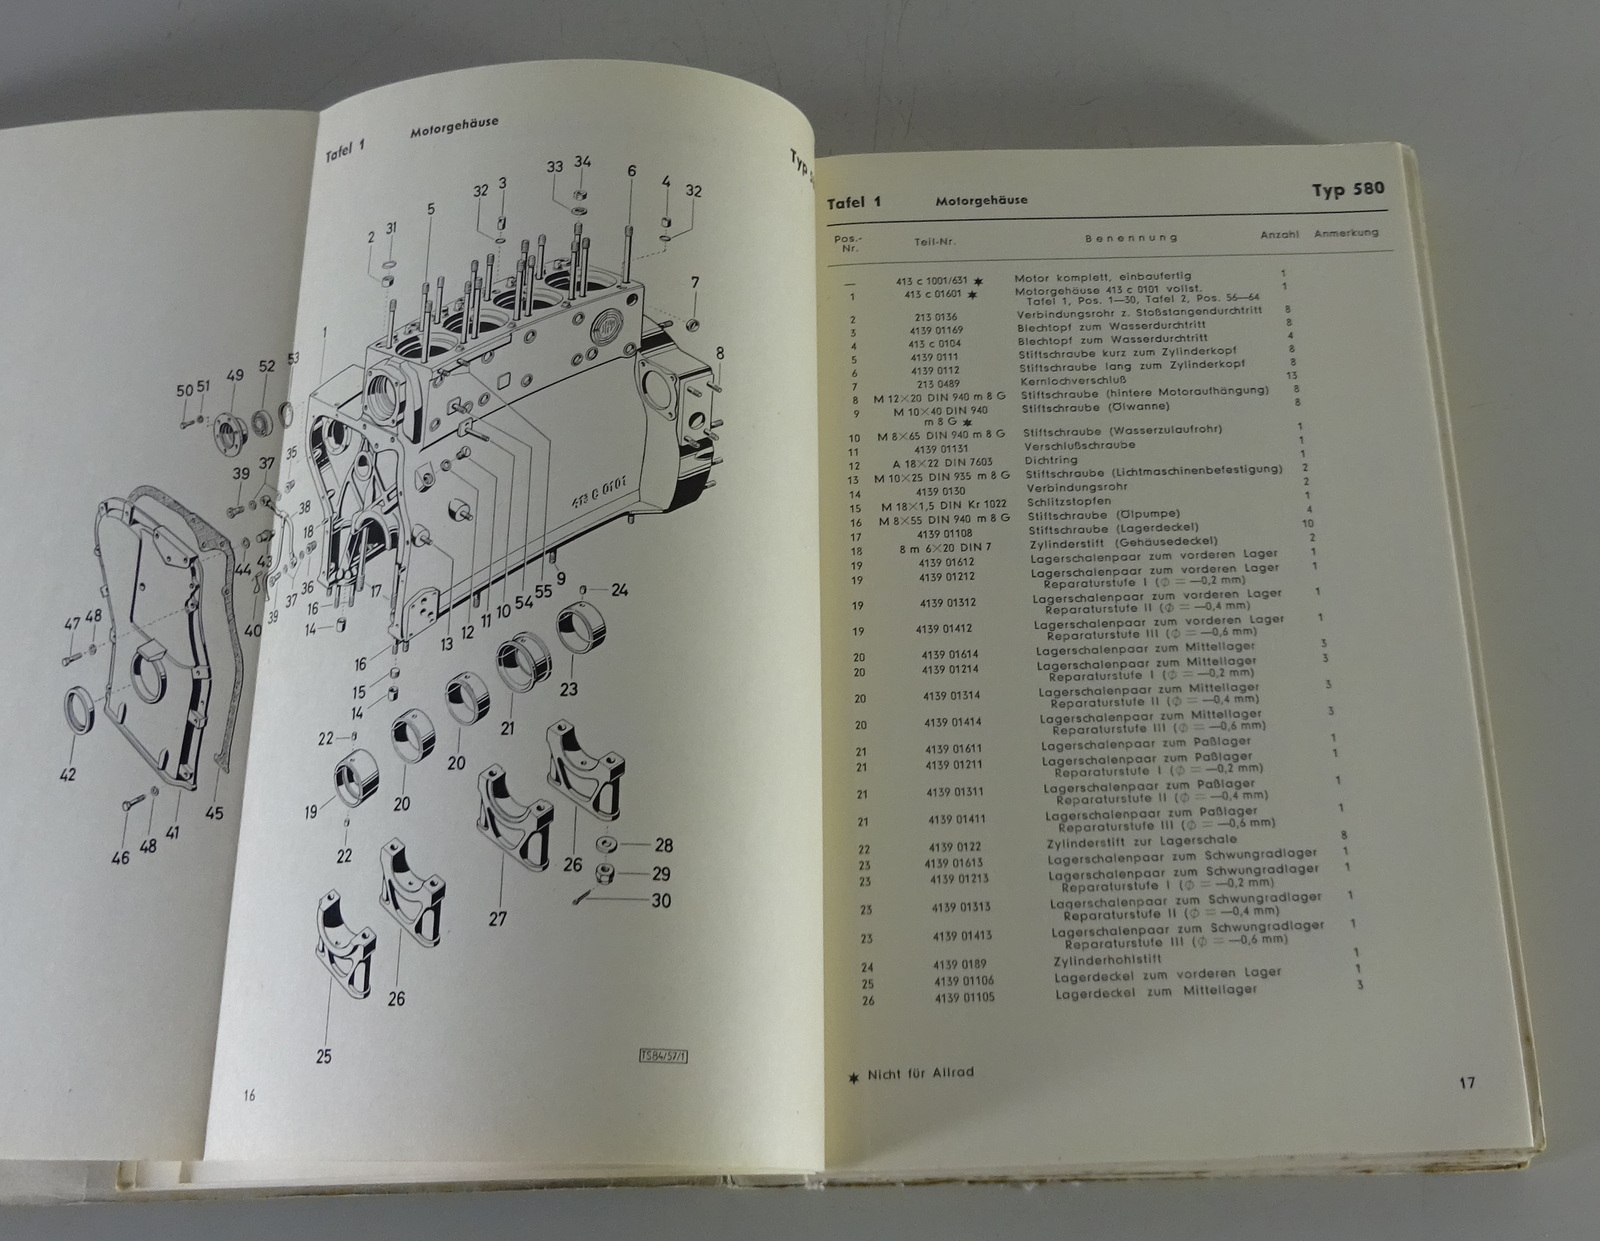 Tafel 1 Motorgehäuse
Typ
33 34
32 3
6
4 32
5
31
2
7
1
53
52
49
50 51
8
35
37
39
38
18
44 43
36
37
39
40
17
16
14
9
24
55
54
10
11
12
13
47 48
16
15
14
23
21
22
20
42
19
20
45
48 41
46
22
26
28
29
30
27
26
25
413 C 0101
TS84/57/1
16
Tafel 1 Motorgehäuse Typ 580
Pos.- Nr. Teil-Nr. Benennung Anzahl Anmerkung
— 413 c 1001/631 ✶ Motor komplett, einbaufertig 1
1 413 c 01601 ✶ Motorgehäuse 413 c 0101 vollst. 1
Tafel 1, Pos. 1—30, Tafel 2, Pos. 56—64
2 213 0136 Verbindungsrohr z. Stoßstangendurchtritt 8
3 4139 01169 Blechtopf zum Wasserdurchtritt 8
4 413 c 0104 Blechtopf zum Wasserdurchtritt 4
5 4139 0111 Stiftschraube kurz zum Zylinderkopf 8
6 4139 0112 Stiftschraube lang zum Zylinderkopf 8
7 213 0489 Kernlochverschluß 13
8 M 12×20 DIN 940 m 8 G Stiftschraube (hintere Motoraufhängung) 8
9 M 10×40 DIN 940 Stiftschraube (Ölwanne) 8
m 8 G ✶
10 M 8×65 DIN 940 m 8 G Stiftschraube (Wasserzulaufrohr) 1
11 4139 01131 Verschlußschraube 1
12 A 18×22 DIN 7603 Dichtring 1
13 M 10×25 DIN 935 m 8 G Stiftschraube (Lichtmaschinenbefestigung) 2
14 4139 0130 Verbindungsrohr 2
15 M 18×1,5 DIN Kr 1022 Schlitzstopfen 1
16 M 8×55 DIN 940 m 8 G Stiftschraube (Ölpumpe) 4
17 4139 01108 Stiftschraube (Lagerdeckel) 10
18 8 m 6×20 DIN 7 Zylinderstift (Gehäusedeckel) 2
19 4139 01612 Lagerschalenpaar zum vorderen Lager 1
19 4139 01212 Lagerschalenpaar zum vorderen Lager 1
Reparaturstufe I (∅ = —0,2 mm)
19 4139 01312 Lagerschalenpaar zum vorderen Lager 1
Reparaturstufe II (∅ = —0,4 mm)
19 4139 01412 Lagerschalenpaar zum vorderen Lager 1
Reparaturstufe III (∅ = —0,6 mm)
20 4139 01614 Lagerschalenpaar zum Mittellager 3
20 4139 01214 Lagerschalenpaar zum Mittellager 3
Reparaturstufe I (∅ = —0,2 mm)
20 4139 01314 Lagerschalenpaar zum Mittellager 3
Reparaturstufe II (∅ = —0,4 mm)
20 4139 01414 Lagerschalenpaar zum Mittellager 3
Reparaturstufe III (∅ = —0,6 mm)
21 4139 01611 Lagerschalenpaar zum Paßlager 1
21 4139 01211 Lagerschalenpaar zum Paßlager 1
Reparaturstufe I (∅ = —0,2 mm)
21 4139 01311 Lagerschalenpaar zum Paßlager 1
Reparaturstufe II (∅ = —0,4 mm)
21 4139 01411 Lagerschalenpaar zum Paßlager 1
Reparaturstufe III (∅ = —0,6 mm)
22 4139 0122 Zylinderstift zur Lagerschale 8
23 4139 01613 Lagerschalenpaar zum Schwungradlager 1
23 4139 01213 Lagerschalenpaar zum Schwungradlager 1
Reparaturstufe I (∅ = —0,2 mm)
23 4139 01313 Lagerschalenpaar zum Schwungradlager 1
Reparaturstufe II (∅ = —0,4 mm)
23 4139 01413 Lagerschalenpaar zum Schwungradlager 1
Reparaturstufe III (∅ = —0,6 mm)
24 4139 0189 Zylinderhohlstift 1
25 4139 01106 Lagerdeckel zum vorderen Lager 1
26 4139 01105 Lagerdeckel zum Mittellager 3
✶ Nicht für Allrad
17